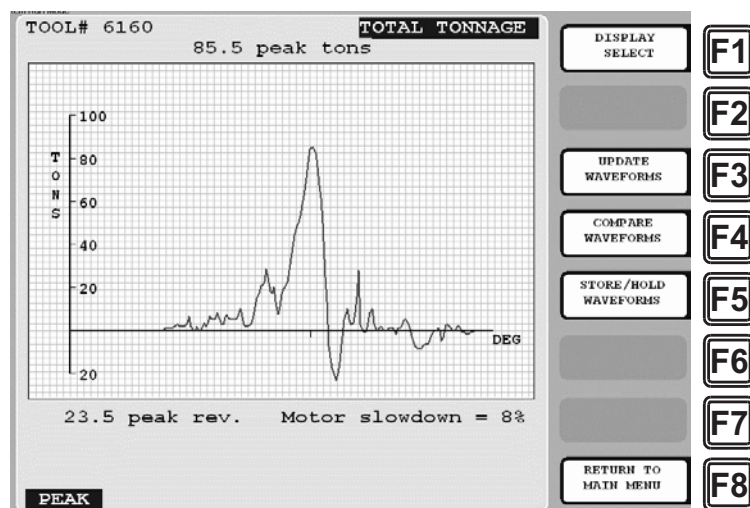 TOOL# 6160
TOTAL TONNAGE
85.5 peak tons
100
80
60
40
20
20
TONS
DEG
23.5 peak rev.
Motor slowdown = 8%
PEAK
DISPLAY
SELECT
F1
F2
UPDATE
WAVEFORMS
F3
COMPARE
WAVEFORMS
F4
STORE/HOLD
WAVEFORMS
F5
F6
F7
RETURN TO
MAIN MENU
F8